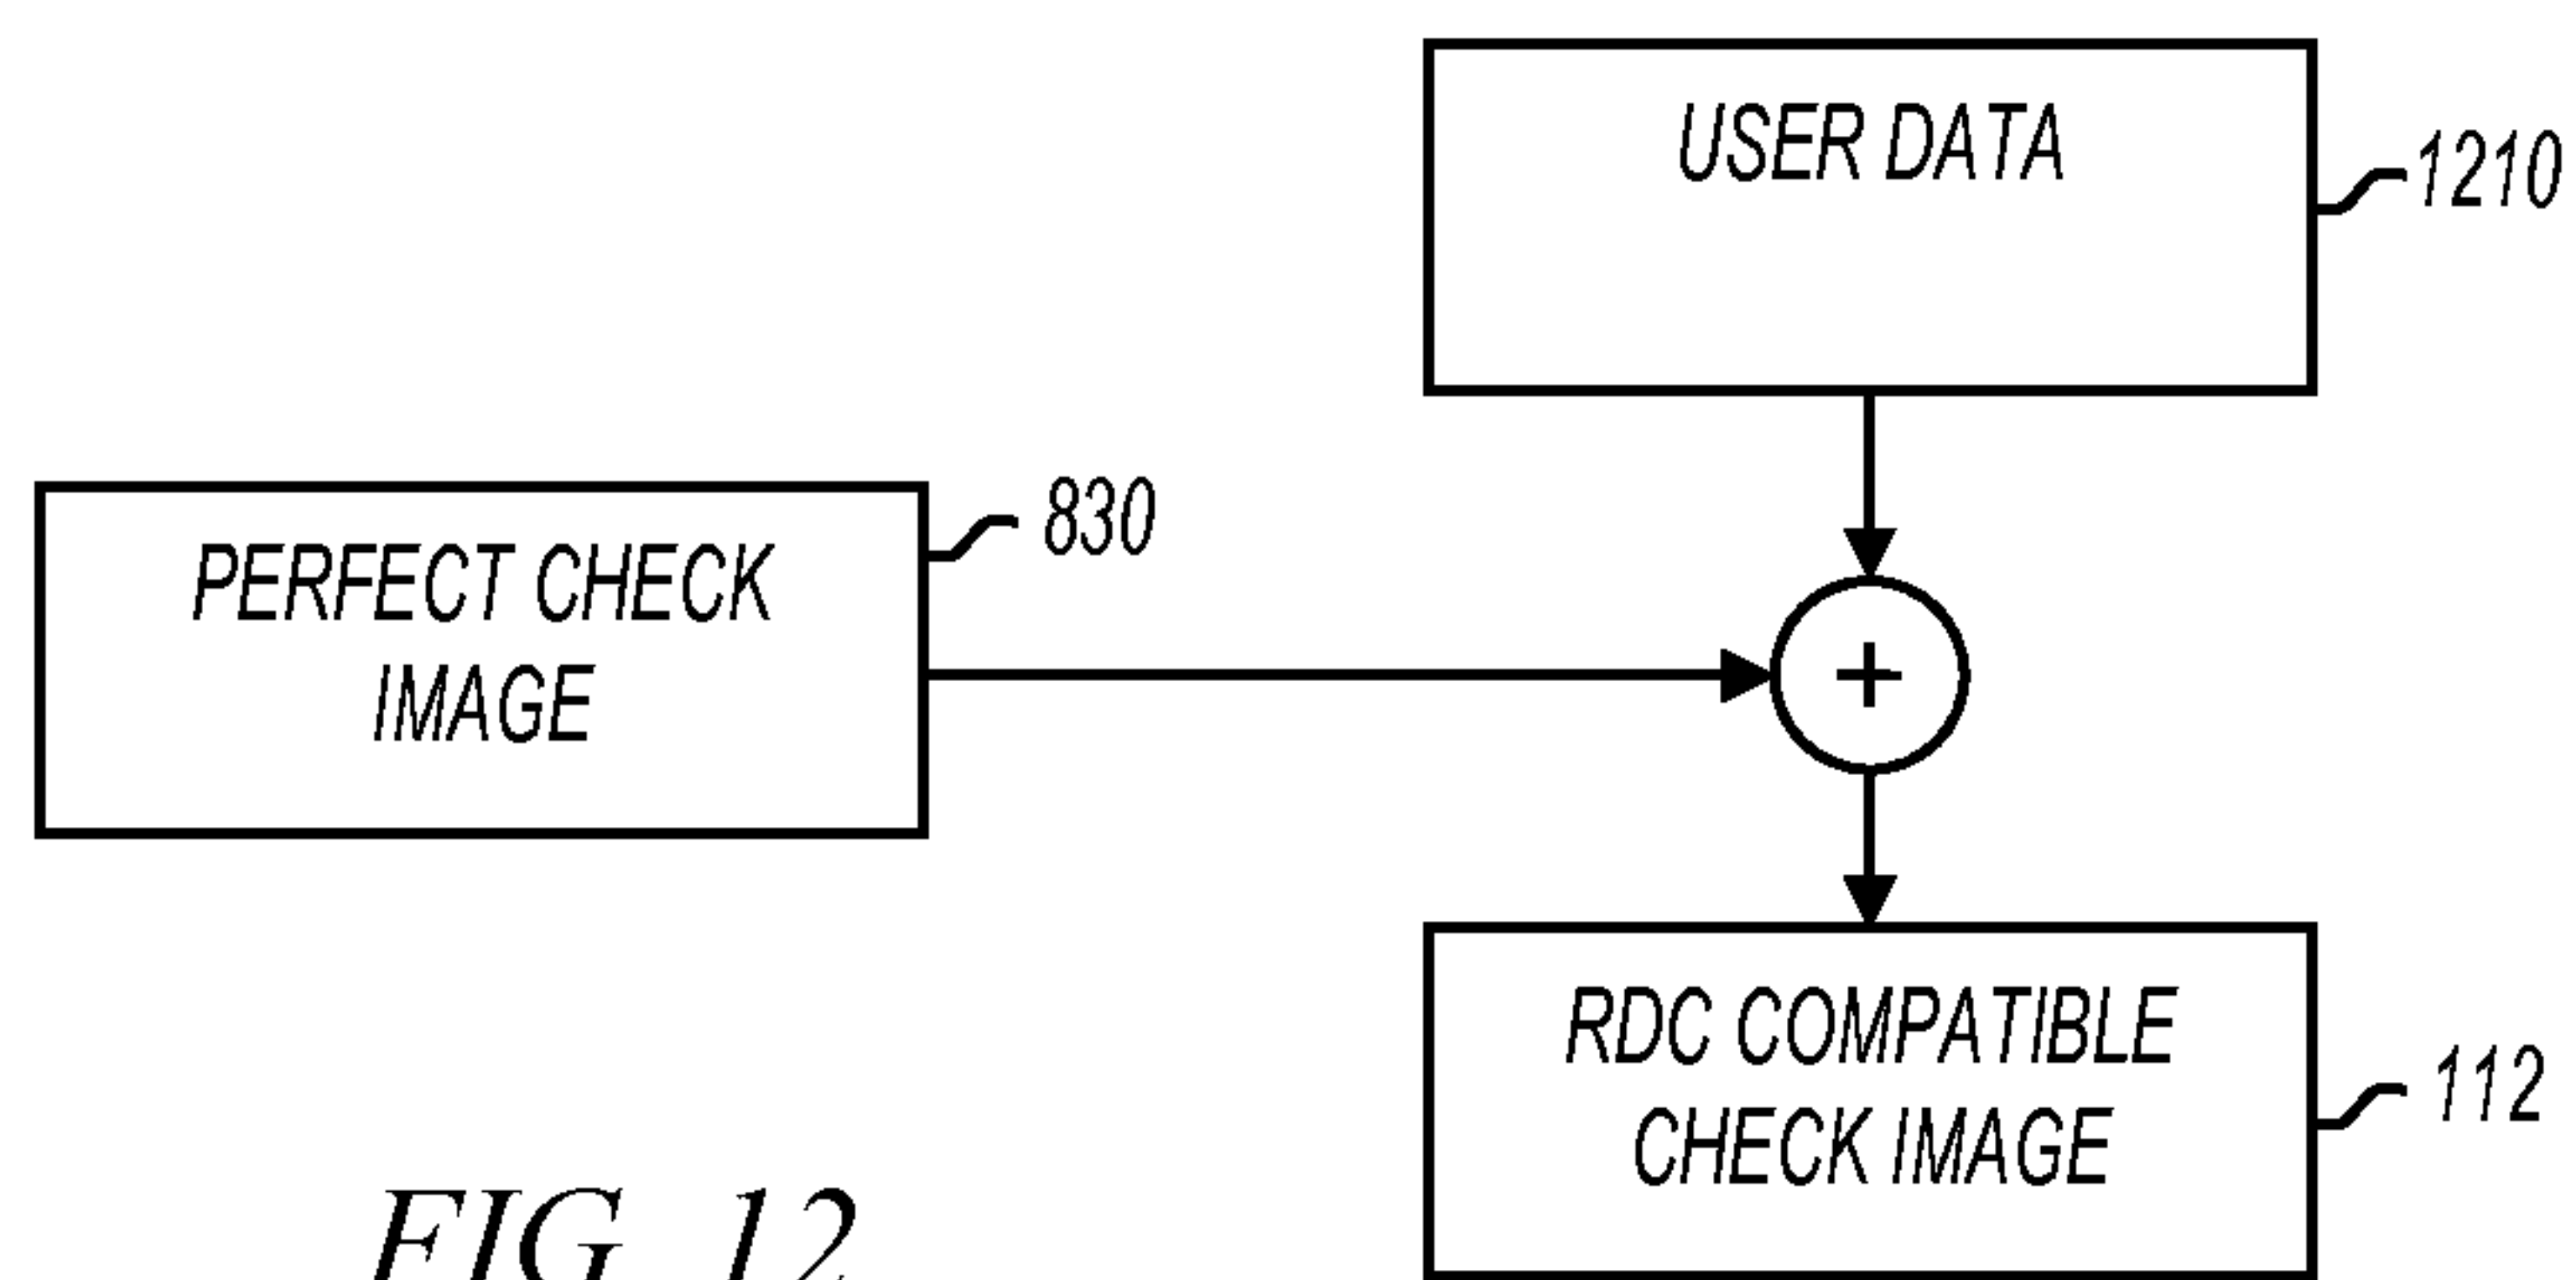 USER DATA
1210
PERFECT CHECK
IMAGE
830
+
RDC COMPATIBLE
CHECK IMAGE
112
FIG. 12